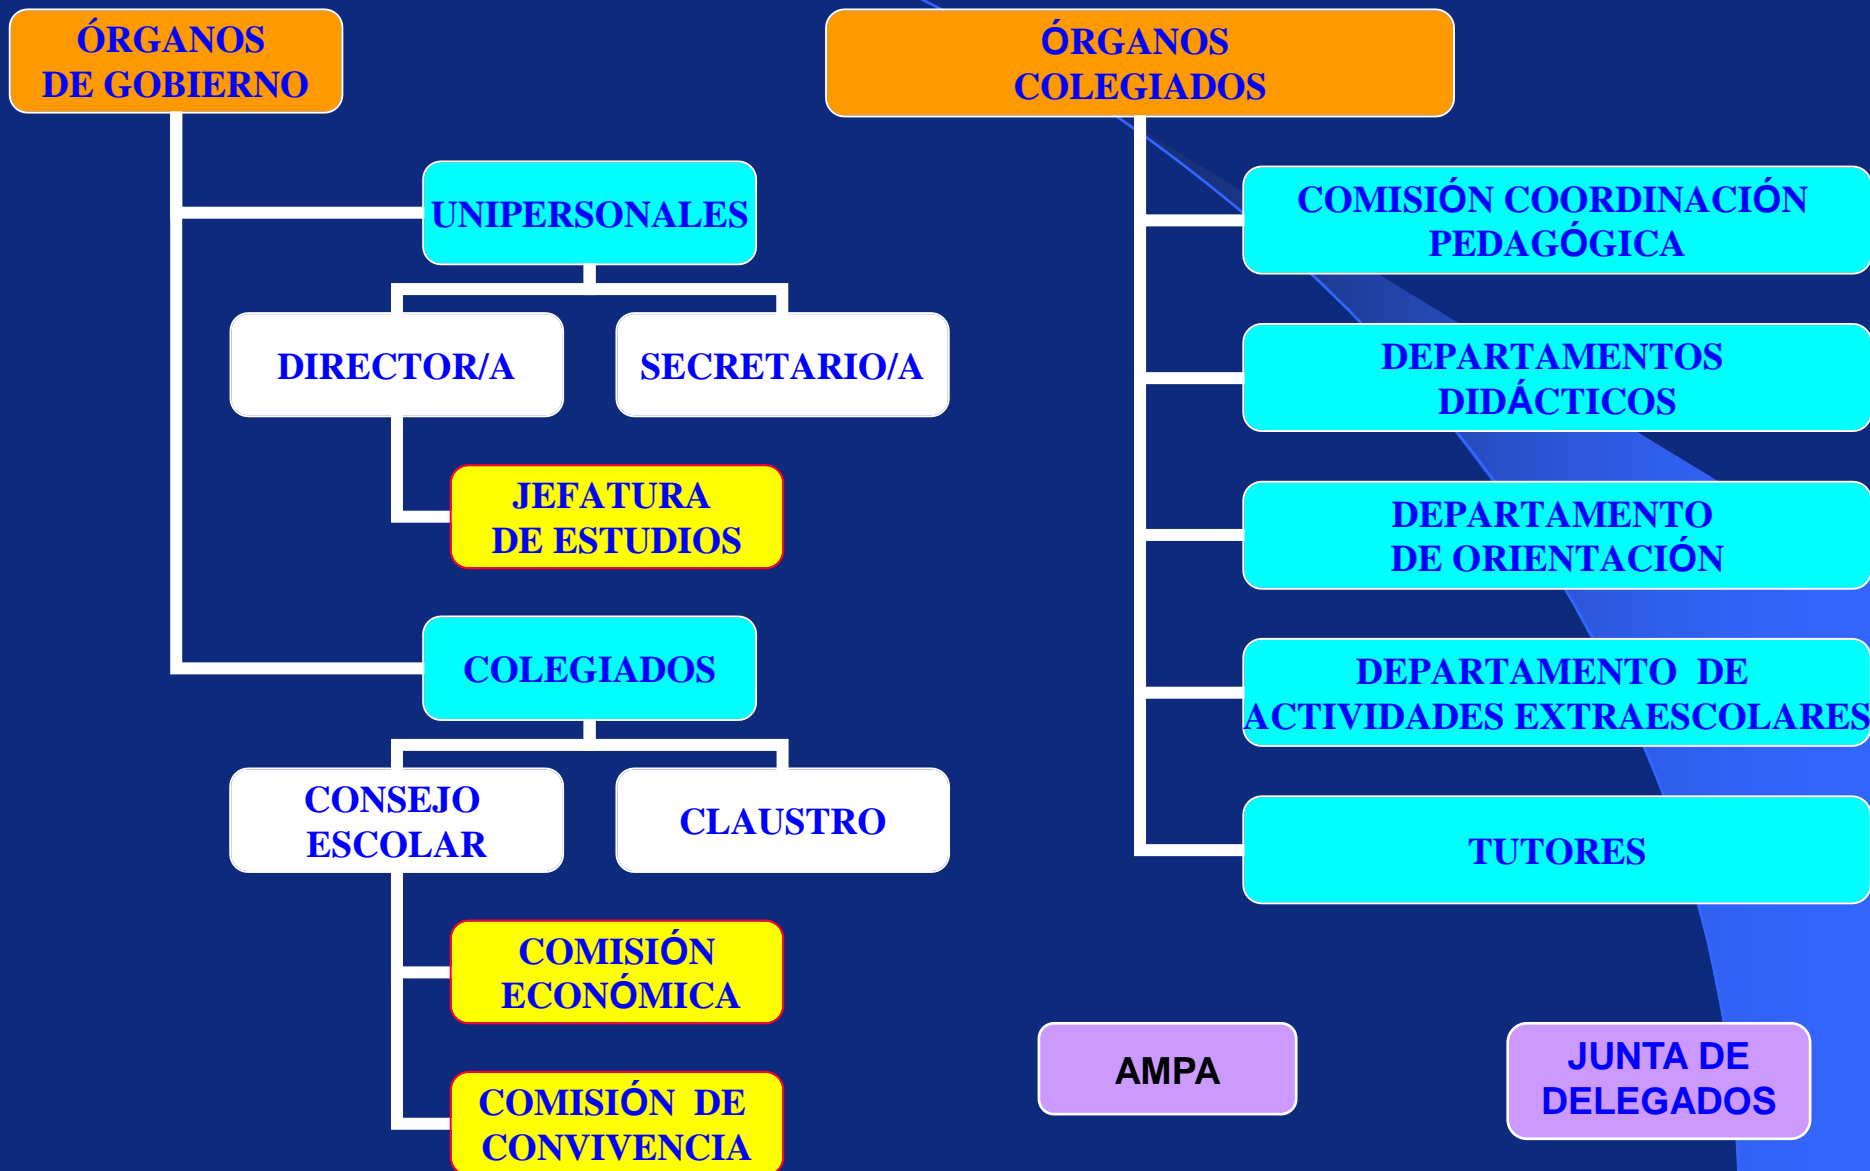 ÓRGANOS
DE GOBIERNO
UNIPERSONALES
DIRECTOR/A
SECRETARIO/A
JEFATURA
DE ESTUDIOS
COLEGIADOS
CONSEJO
ESCOLAR
CLAUSTRO
COMISIÓN
ECONÓMICA
COMISIÓN DE
CONVIVENCIA
ÓRGANOS
COLEGIADOS
COMISIÓN COORDINACIÓN
PEDAGÓGICA
DEPARTAMENTOS
DIDÁCTICOS
DEPARTAMENTO
DE ORIENTACIÓN
DEPARTAMENTO DE
ACTIVIDADES EXTRAESCOLARES
TUTORES
AMPA
JUNTA DE
DELEGADOS